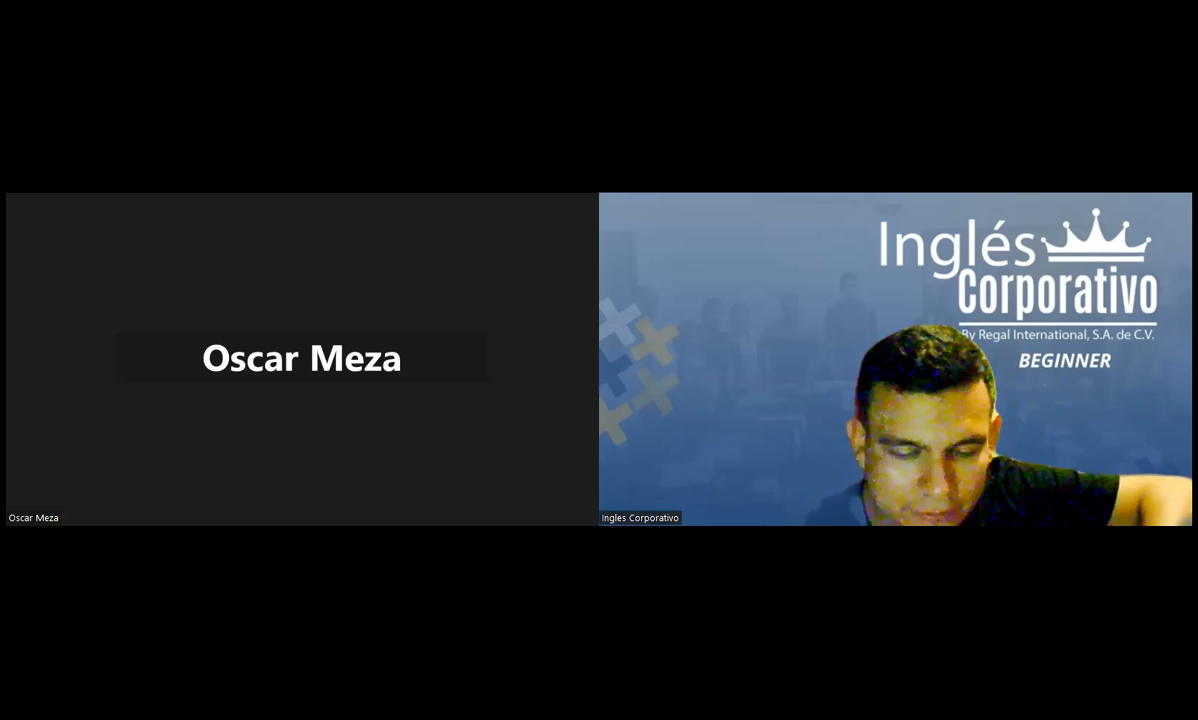 Oscar Meza
Oscar Meza
Inglés
Corporativo
By Regal International, S.A. de C.V.
BEGINNER
Ingles Corporativo